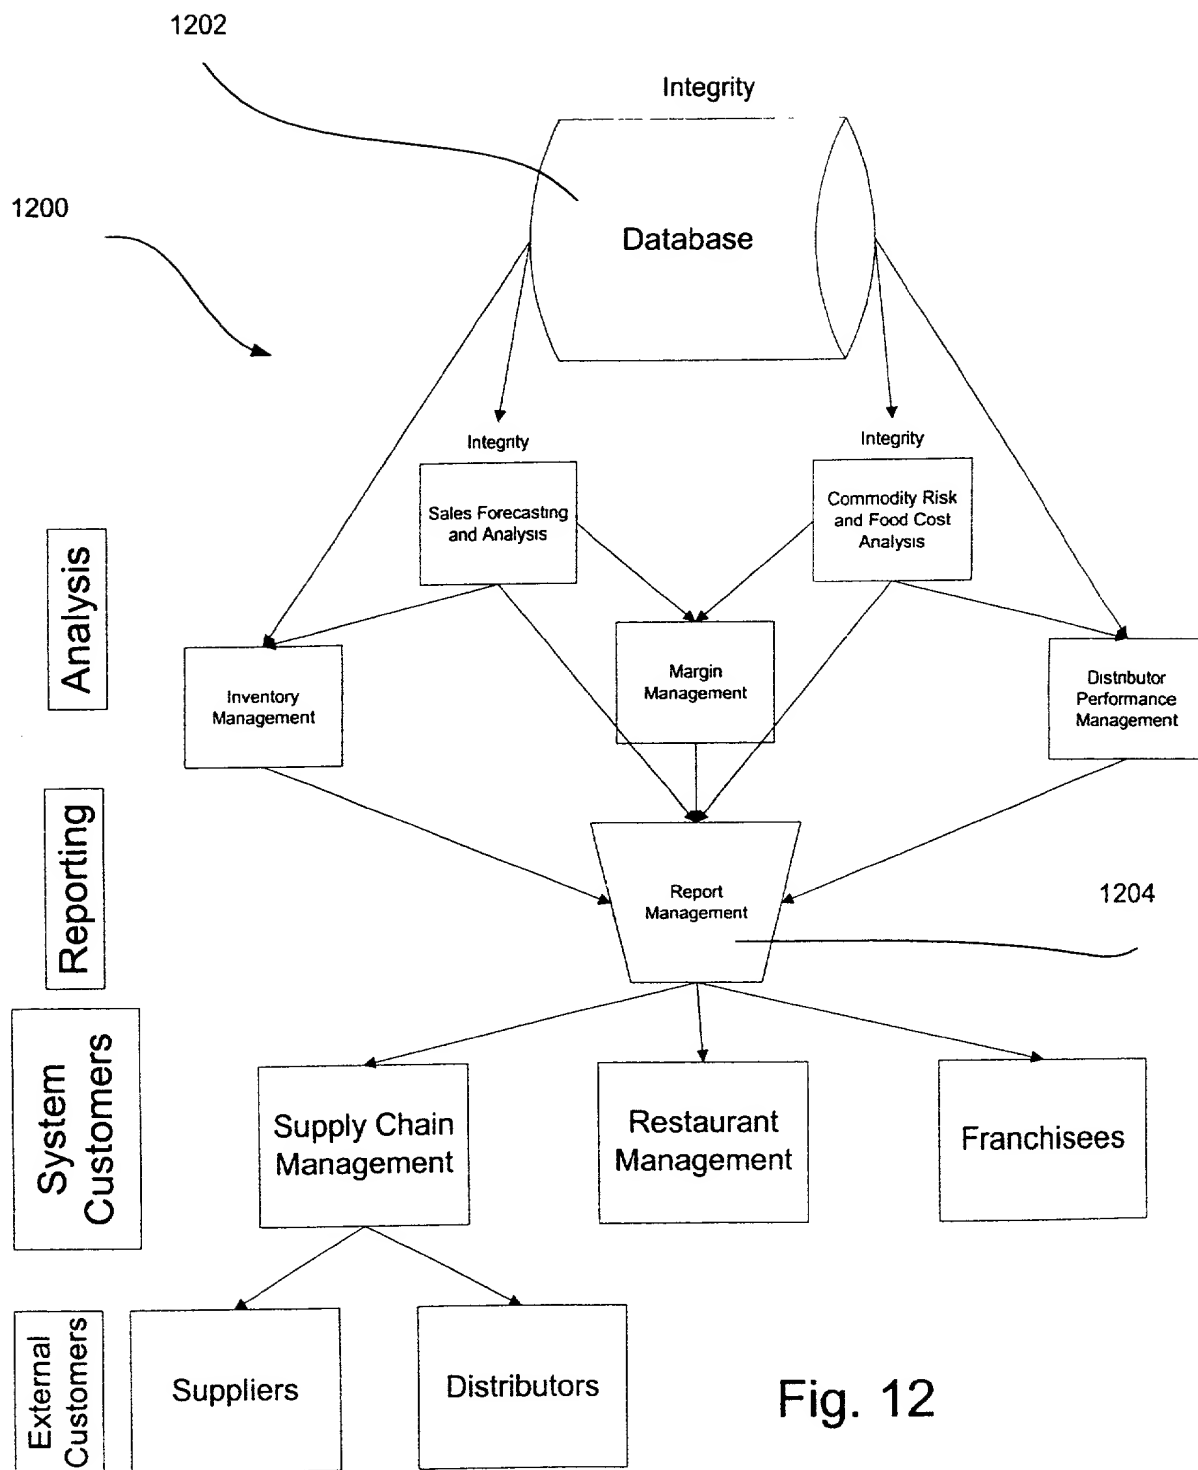 1202
Integrity
1200
Database
Integrity
Integrity
Sales Forecasting
and Analysis
Commodity Risk
and Food Cost
Analysis
Analysis
Inventory
Management
Margin
Management
Distributor
Performance
Management
Reporting
Report
Management
1204
System
Customers
Supply Chain
Management
Restaurant
Management
Franchisees
External
Customers
Suppliers
Distributors
Fig. 12